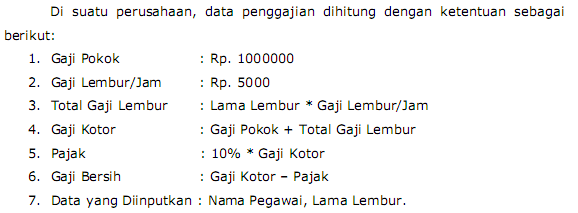 Di suatu perusahaan, data penggajian dihitung dengan ketentuan sebagai
berikut:
1. Gaji Pokok : Rp. 1000000
2. Gaji Lembur/Jam : Rp. 5000
3. Total Gaji Lembur : Lama Lembur * Gaji Lembur/Jam
4. Gaji Kotor : Gaji Pokok + Total Gaji Lembur
5. Pajak : 10% * Gaji Kotor
6. Gaji Bersih : Gaji Kotor – Pajak
7. Data yang Diinputkan : Nama Pegawai, Lama Lembur.